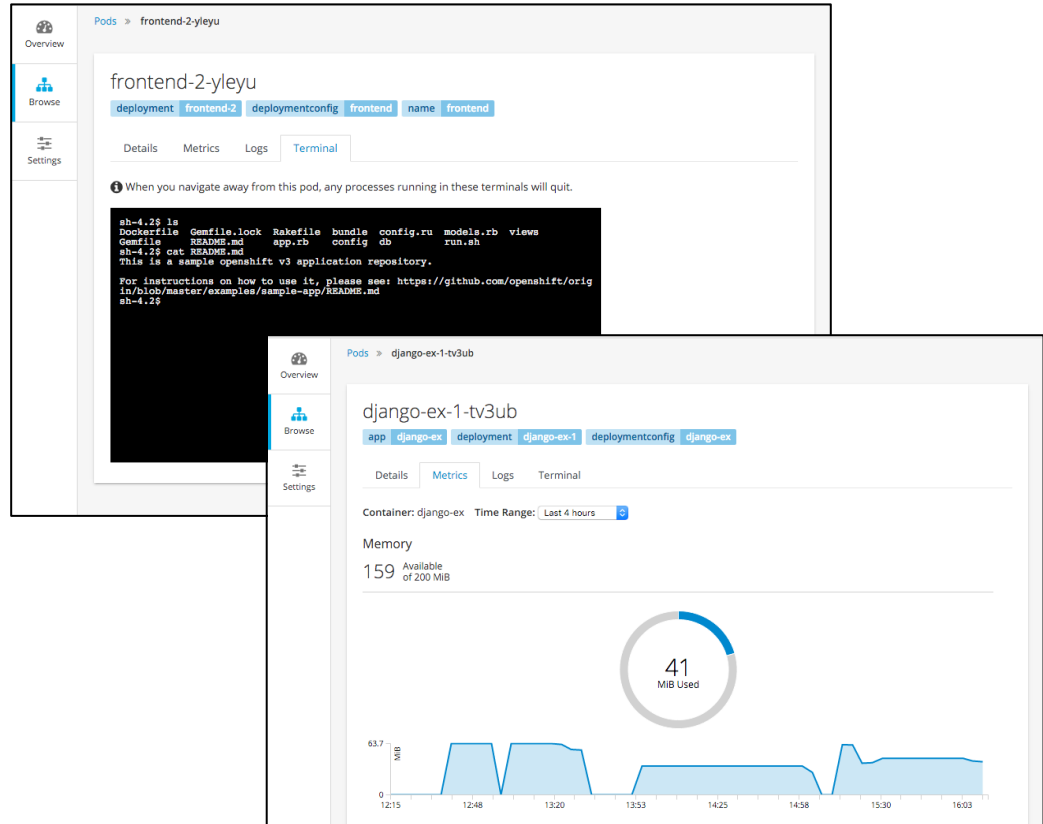 Pods » frontend-2-yleyu
Overview
Browse
Settings
frontend-2-yleyu
deployment frontend-2 deploymentconfig frontend name frontend
Details Metrics Logs Terminal
When you navigate away from this pod, any processes running in these terminals will quit.
sh-4.2$ ls
Dockerfile Gemfile.lock Rakefile bundle config.ru models.rb views
Gemfile README.md app.rb config db run.sh
sh-4.2$ cat README.md
This is a sample openshift v3 application repository.
For instructions on how to use it, please see: https://github.com/openshift/orig
in/blob/master/examples/sample-app/README.md
sh-4.2$
Pods » django-ex-1-tv3ub
Overview
Browse
Settings
django-ex-1-tv3ub
app django-ex deployment django-ex-1 deploymentconfig django-ex
Details Metrics Logs Terminal
Container: django-ex Time Range: Last 4 hours
Memory
159 Available
of 200 MiB
41
MiB Used
63.7
MiB
0
12:15 12:48 13:20 13:53 14:25 14:58 15:30 16:03